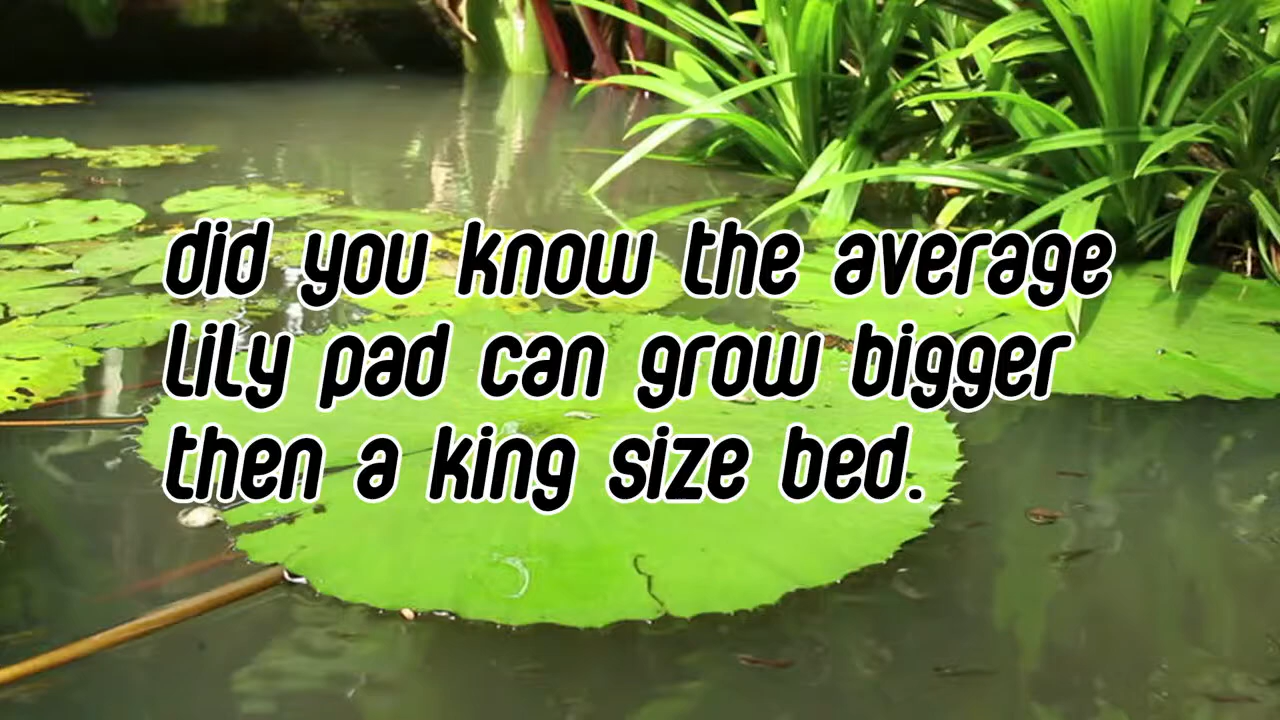 did you know the average
lily pad can grow bigger
then a king size bed.